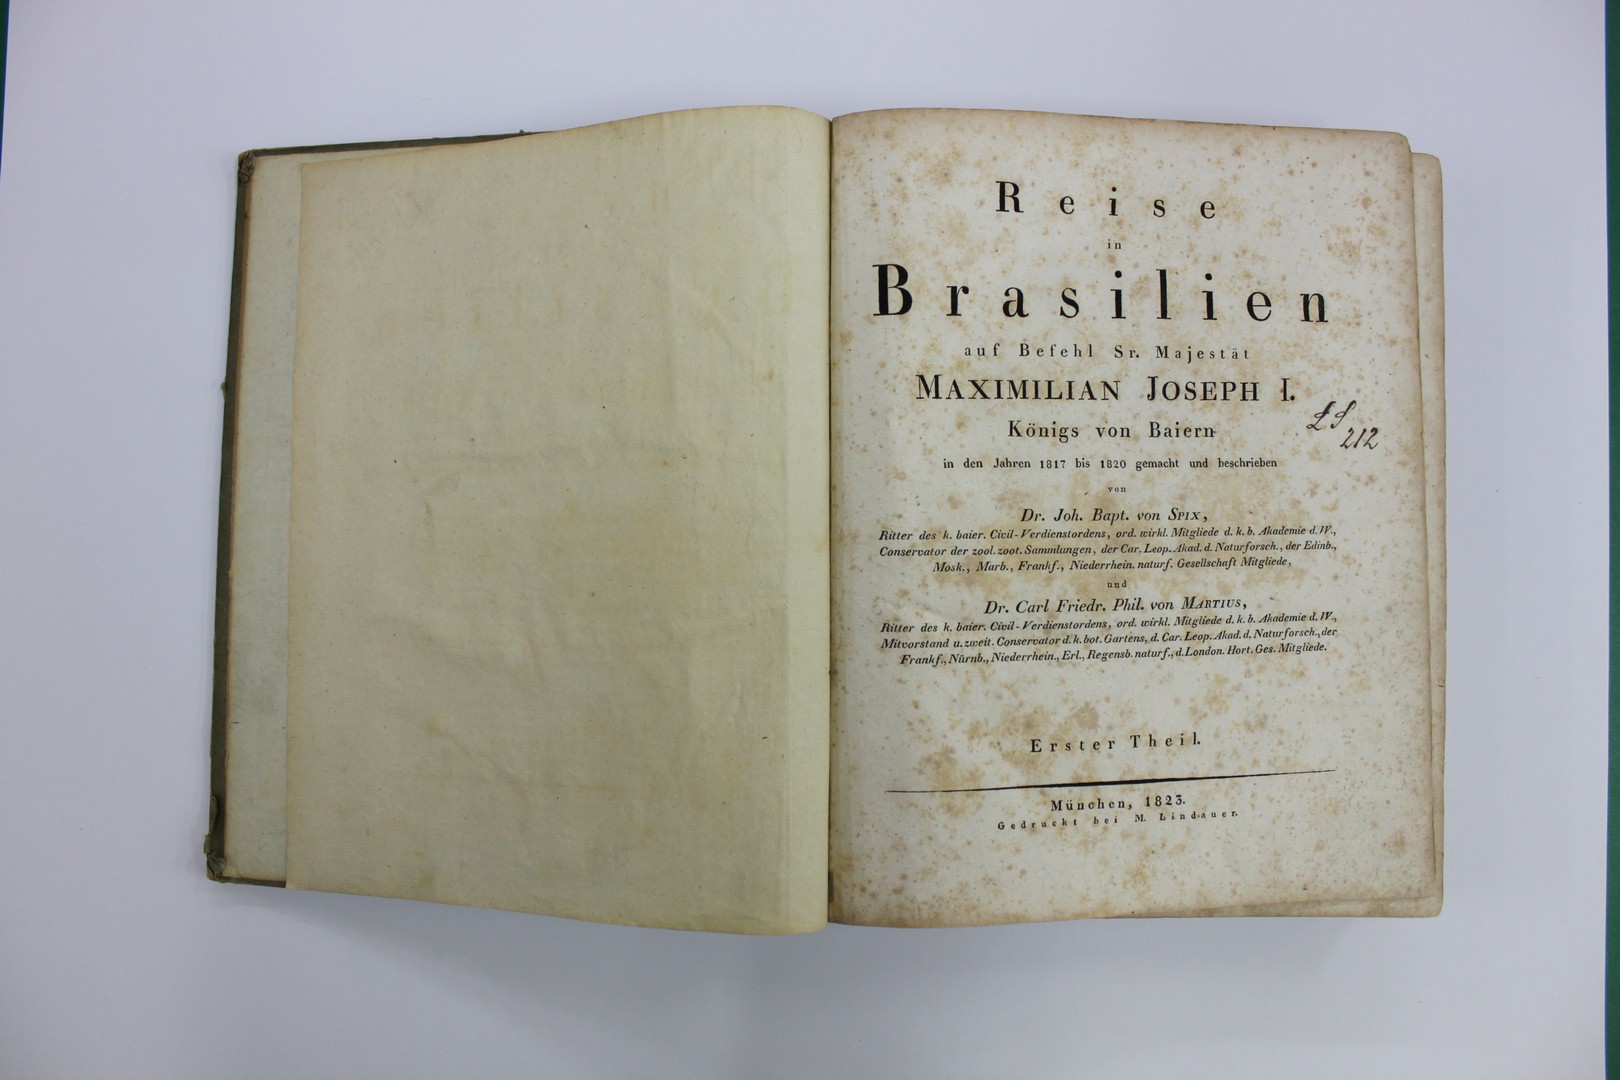 Reise
in
Brasilien
auf Befehl Sr. Majestät
MAXIMILIAN JOSEPH I.
Königs von Baiern
LS
212
in den Jahren 1817 bis 1820 gemacht und beschrieben
von
Dr. Joh. Bapt. von SPIX,
Ritter des k. baier. Civil-Verdienstordens, ord. wirkl. Mitgliede d. k. b. Akademie d. W.,
Conservator der zool. zoot. Sammlungen, der Car. Leop. Akad. d. Naturforsch., der Edinb.,
Mosk., Marb., Frankf., Niederrhein. naturf. Gesellschaft Mitgliede,
und
Dr. Carl Friedr. Phil. von MARTIUS,
Ritter des k. baier. Civil-Verdienstordens, ord. wirkl. Mitgliede d. k. b. Akademie d. W.,
Mitvorstand u. zweit. Conservator d. k. bot. Gartens, d. Car. Leop. Akad. d. Naturforsch., der
Frankf., Nürnb., Niederrhein., Erl., Regensb. naturf., d. London. Hort. Ges. Mitgliede.
Erster Theil.
München, 1823.
Gedruckt bei M. Lindauer.